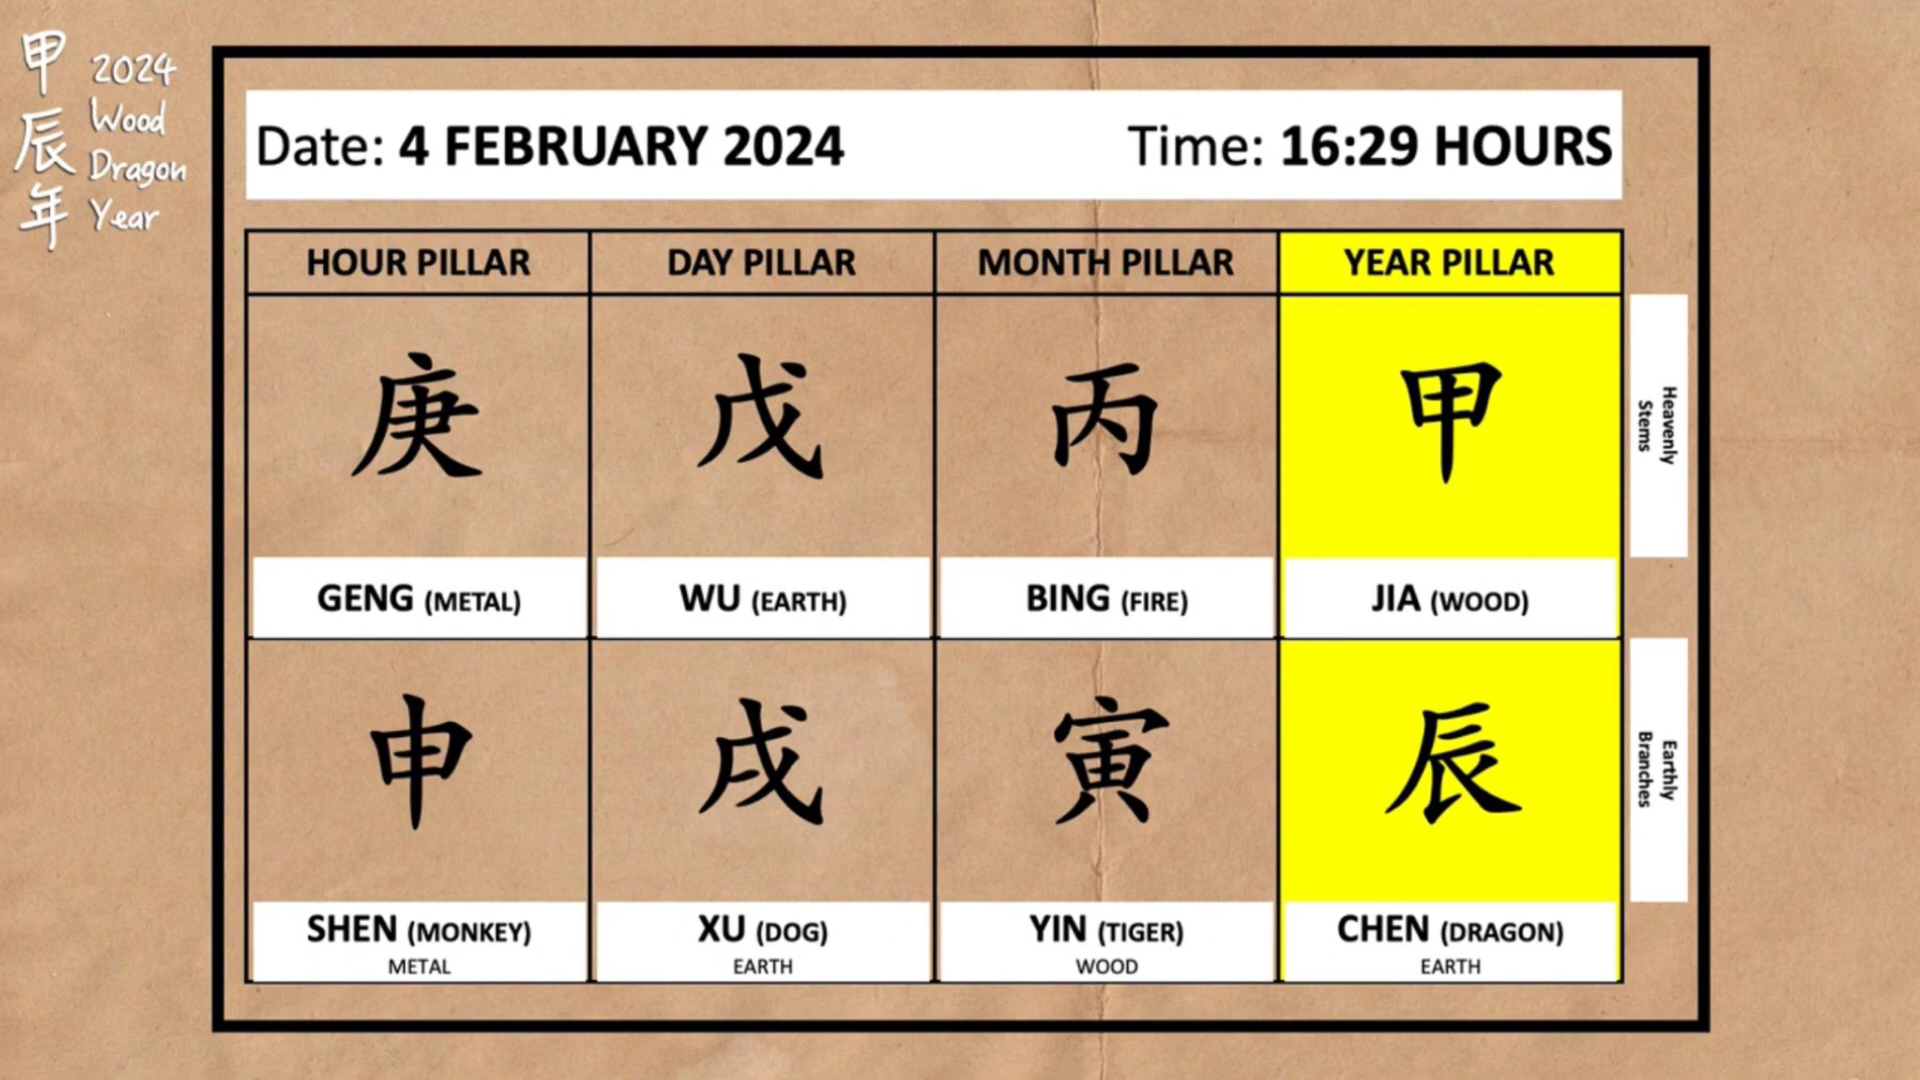 甲辰年
2024
Wood
Dragon
Year
Date: 4 FEBRUARY 2024
Time: 16:29 HOURS
HOUR PILLAR
DAY PILLAR
MONTH PILLAR
YEAR PILLAR
庚
戊
丙
甲
Heavenly
Stems
GENG (METAL)
WU (EARTH)
BING (FIRE)
JIA (WOOD)
申
戌
寅
辰
Earthly
Branches
SHEN (MONKEY)
METAL
XU (DOG)
EARTH
YIN (TIGER)
WOOD
CHEN (DRAGON)
EARTH